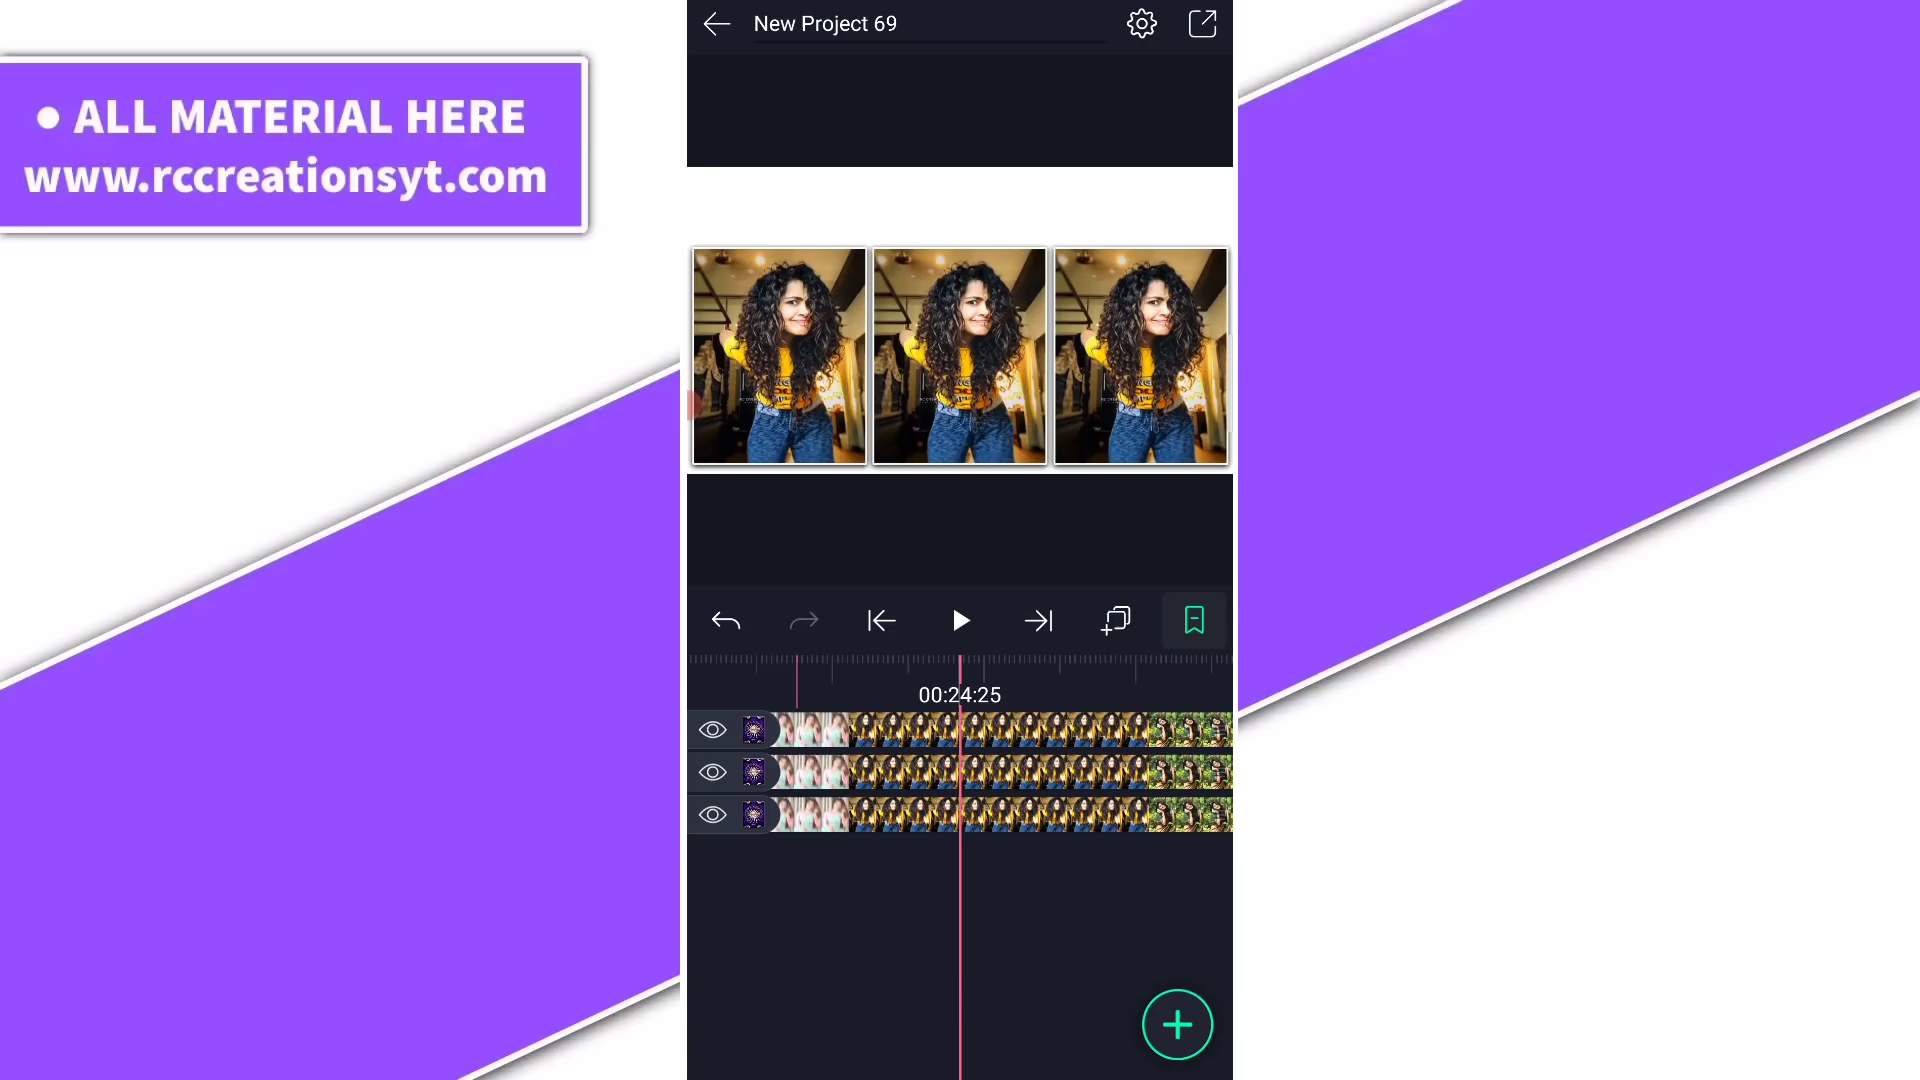 New Project 69
• ALL MATERIAL HERE
www.rccreationsyt.com
00:24:25